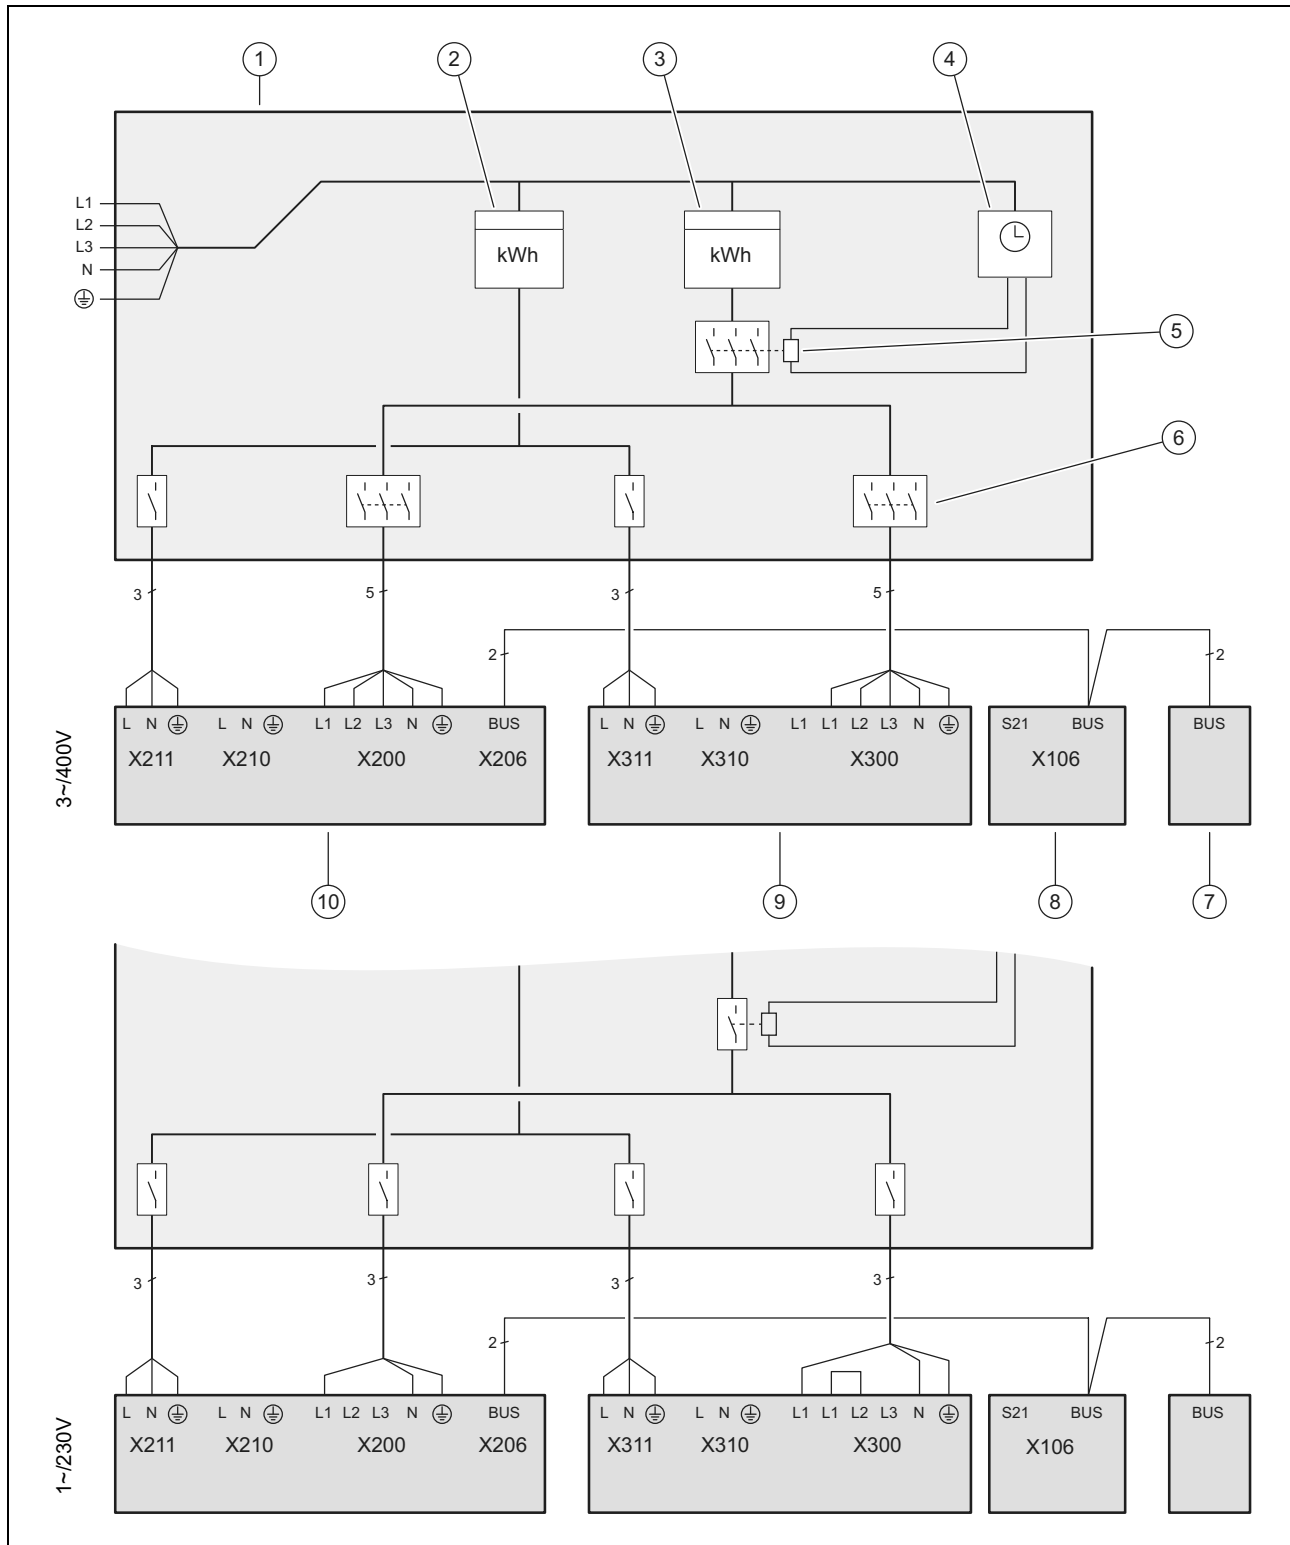 1 2 3 4
L1
L2
L3
N
kWh kWh
5
6
3 5 3 5
2 2
L N L N L1 L2 L3 N BUS L N L N L1 L1 L2 L3 N S21 BUS BUS
X211 X210 X200 X206 X311 X310 X300 X106
3~/400V
10 9 8 7
3 3 3 3
2 2
L N L N L1 L2 L3 N BUS L N L N L1 L1 L2 L3 N S21 BUS BUS
X211 X210 X200 X206 X311 X310 X300 X106
1~/230V